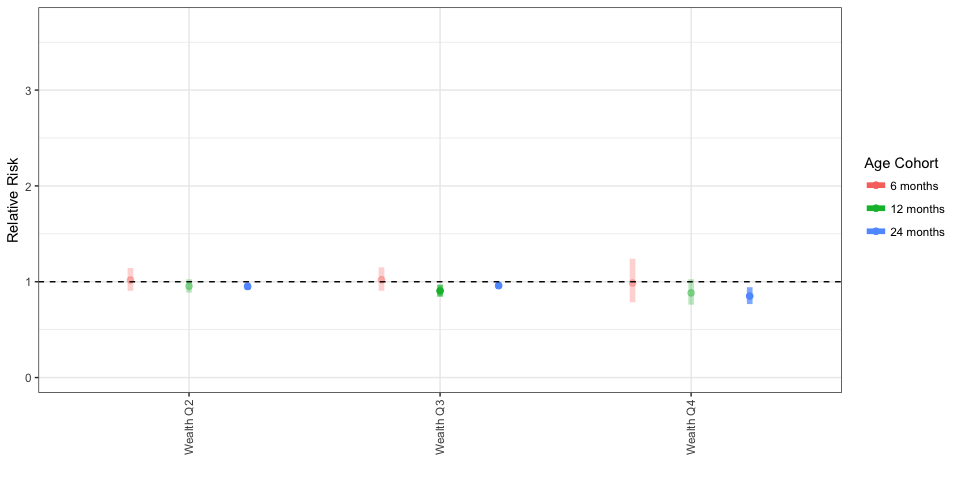 Relative Risk
3
2
1
0
Wealth Q2
Wealth Q3
Wealth Q4
Age Cohort
6 months
12 months
24 months